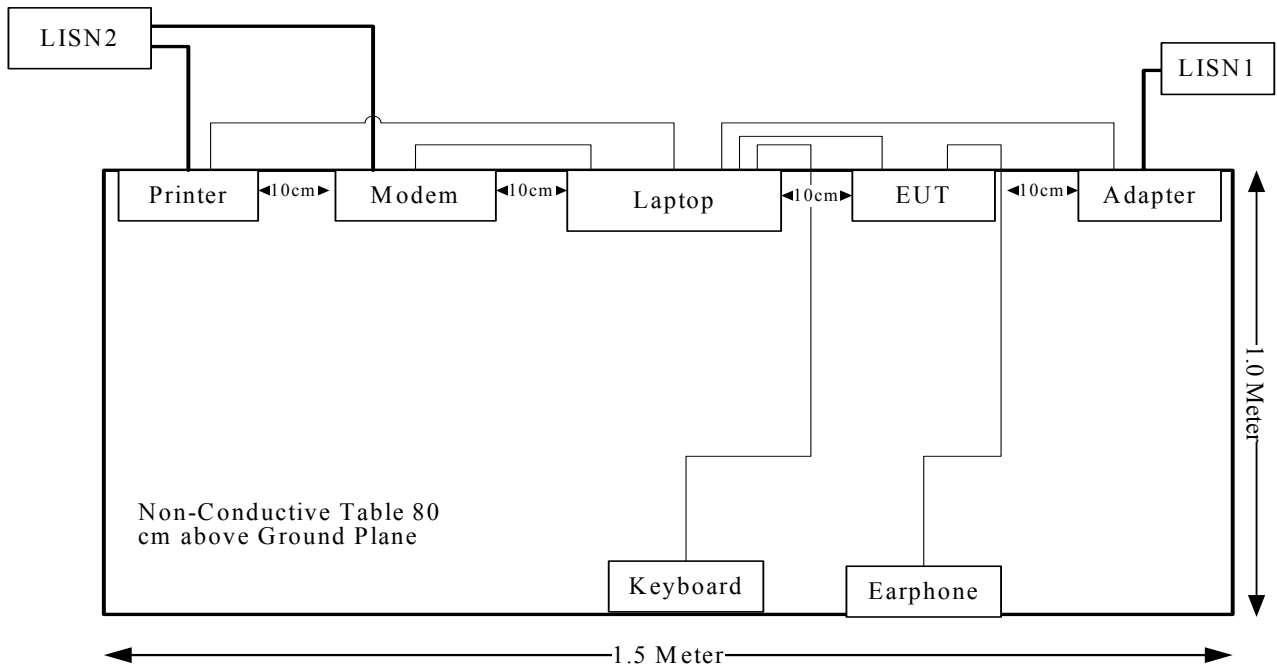 LISN2
LISN1
Printer
10cm
Modem
10cm
Laptop
10cm
EUT
10cm
Adapter
1.0 Meter
Non-Conductive Table 80
cm above Ground Plane
Keyboard
Earphone
1.5 Meter